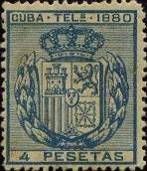 CUBA · TELS · 1880
4 PESETAS